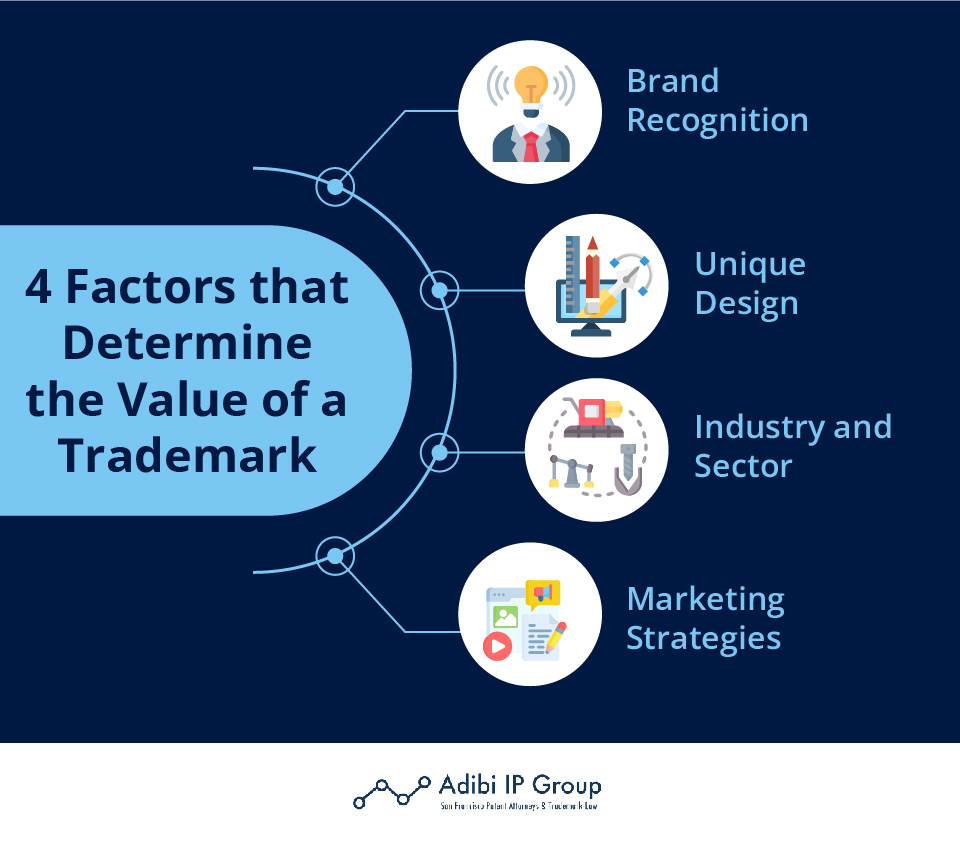 4 Factors that
Determine
the Value of a
Trademark
Brand
Recognition
Unique
Design
Industry and
Sector
Marketing
Strategies
Adibi IP Group
San Francisco Patent Attorneys & Trademark Law